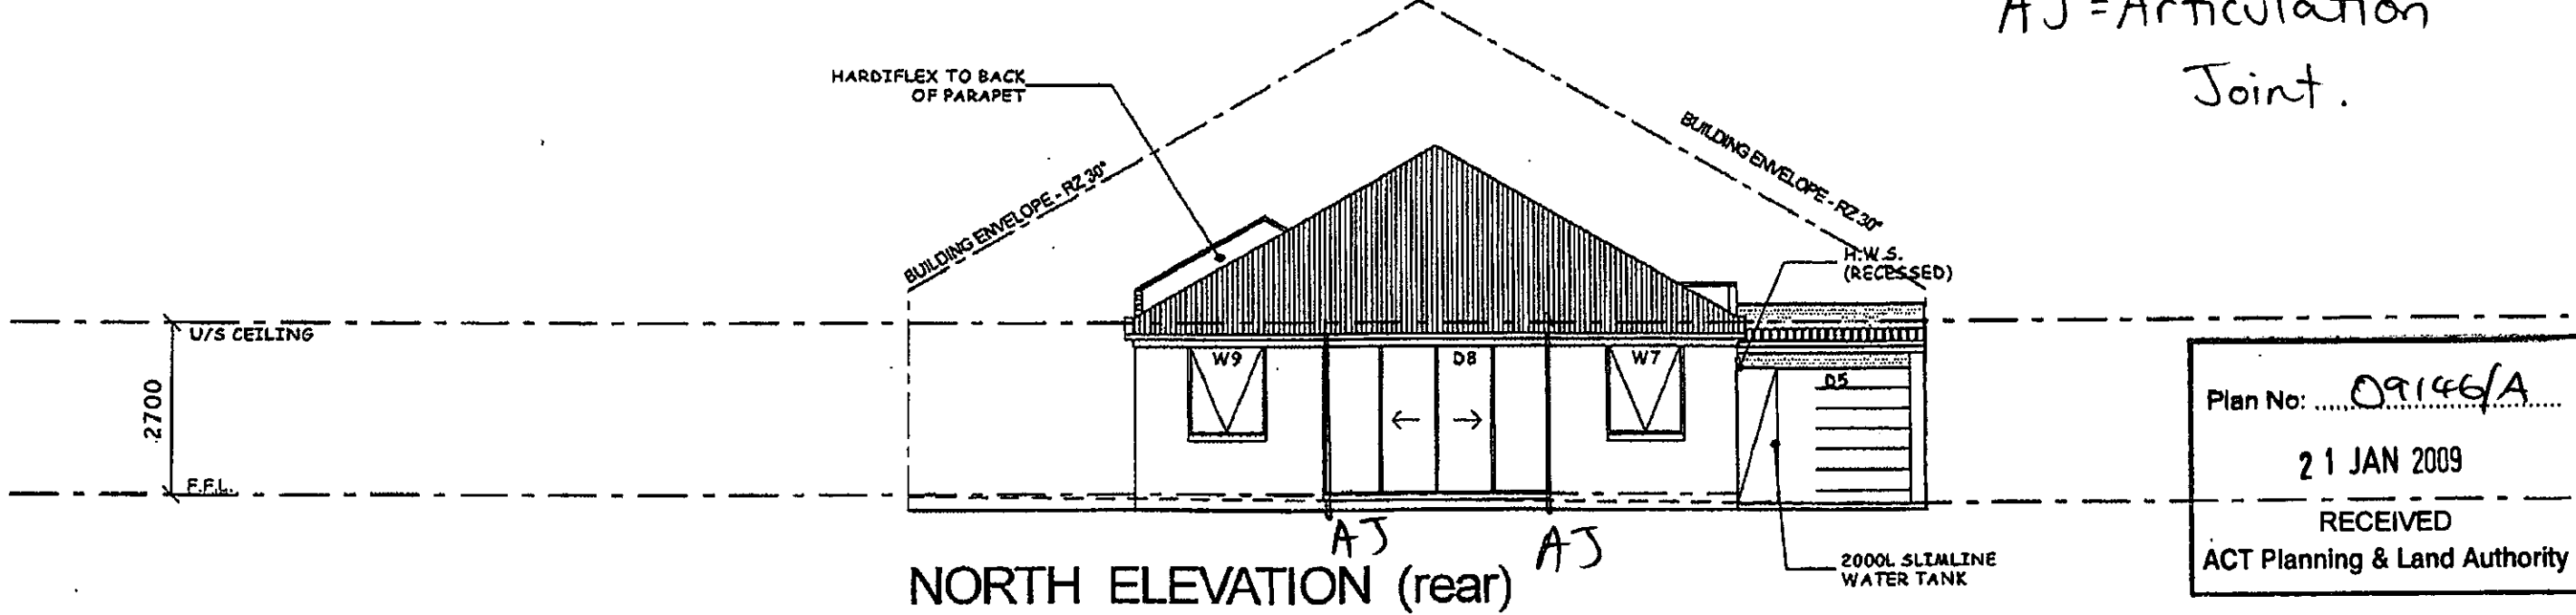 AJ = Articulation
Joint.
HARDIFLEX TO BACK
OF PARAPET
BUILDING ENVELOPE - RZ 30°
BUILDING ENVELOPE - RZ 30°
H.W.S.
(RECESSED)
U/S CEILING
2700
F.F.L.
W9
D8
W7
D5
AJ
AJ
2000L SLIMLINE
WATER TANK
NORTH ELEVATION (rear)
Plan No: 09146/A
21 JAN 2009
RECEIVED
ACT Planning & Land Authority